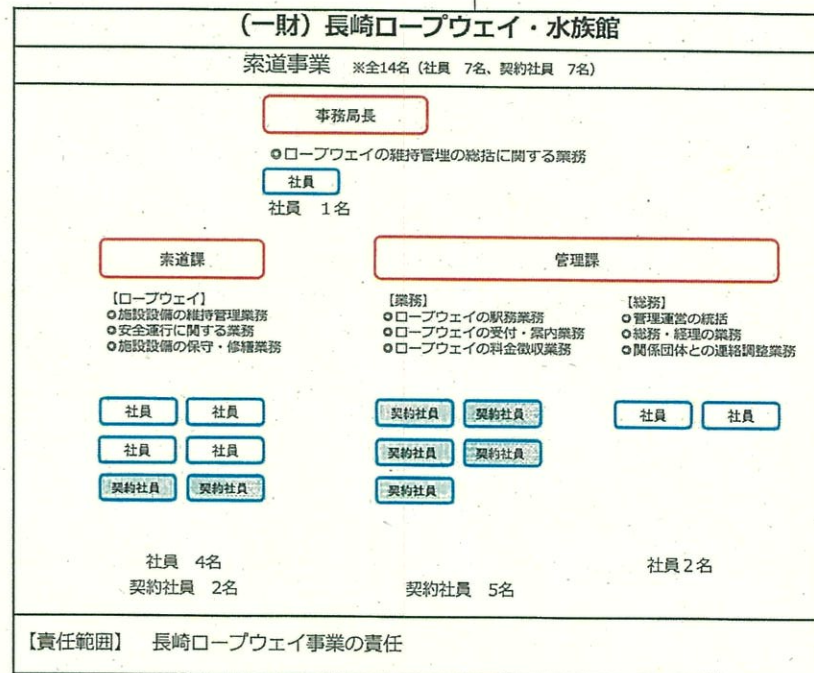 (一財)長崎ロープウェイ・水族館
索道事業 ※全14名(社員 7名、契約社員 7名)
事務局長
◎ロープウェイの維持管理の総括に関する業務
社員
社員 1名
索道課
【ロープウェイ】
◎施設設備の維持管理業務
◎安全運行に関する業務
◎施設設備の保守・修繕業務
社員 社員
社員 社員
契約社員 契約社員
社員 4名
契約社員 2名
管理課
【業務】
◎ロープウェイの駅務業務
◎ロープウェイの受付・案内業務
◎ロープウェイの料金徴収業務
契約社員 契約社員
契約社員 契約社員
契約社員
契約社員 5名
【総務】
◎管理運営の統括
◎総務・経理の業務
◎関係団体との連絡調整業務
社員 社員
社員2名
【責任範囲】 長崎ロープウェイ事業の責任